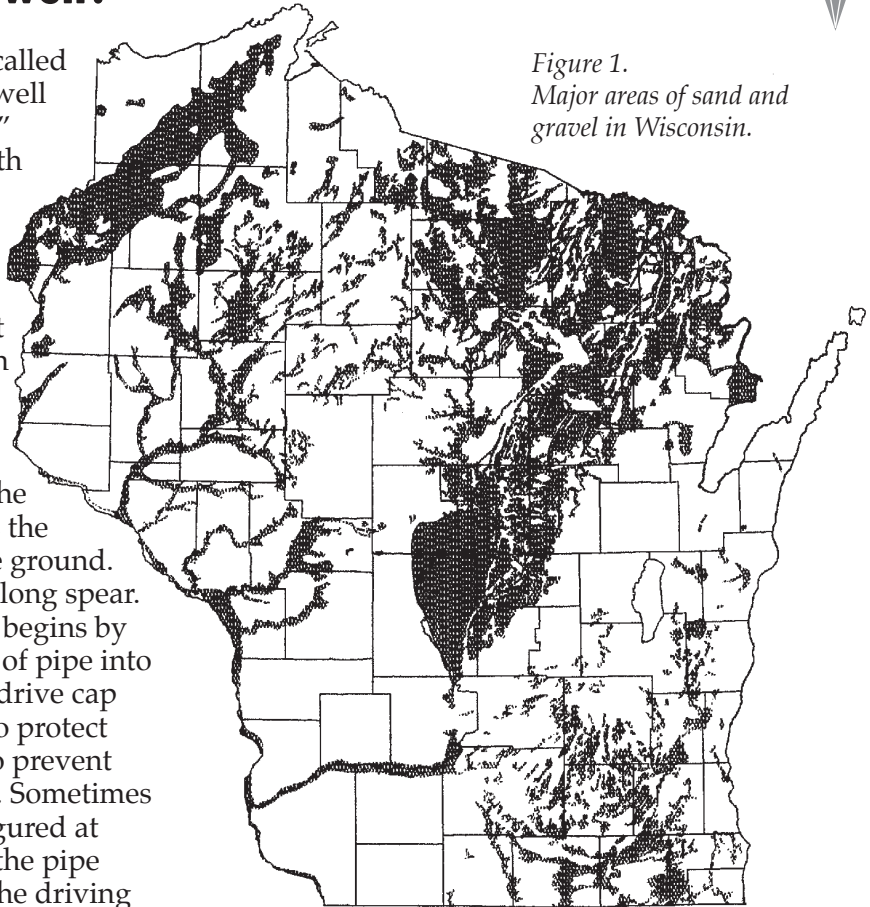 called
well
”
th
t
n
he
the
e ground.
long spear.
begins by
of pipe into
drive cap
o protect
o prevent
. Sometimes
gured at
the pipe
he driving
Figure 1.
Major areas of sand and
gravel in Wisconsin.